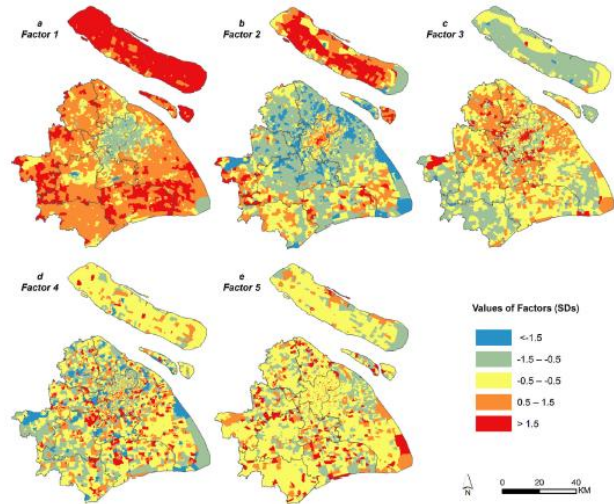 a
Factor 1
b
Factor 2
c
Factor 3
d
Factor 4
e
Factor 5
Values of Factors (SDs)
<-1.5
-1.5 – -0.5
-0.5 – -0.5
0.5 – 1.5
> 1.5
N
0 20 40
KM